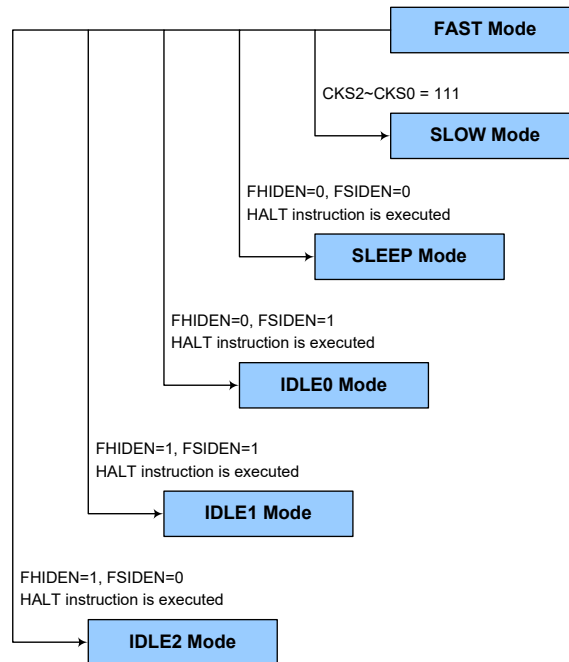 FAST Mode
CKS2~CKS0 = 111
SLOW Mode
FHIDEN=0, FSIDEN=0
HALT instruction is executed
SLEEP Mode
FHIDEN=0, FSIDEN=1
HALT instruction is executed
IDLE0 Mode
FHIDEN=1, FSIDEN=1
HALT instruction is executed
IDLE1 Mode
FHIDEN=1, FSIDEN=0
HALT instruction is executed
IDLE2 Mode